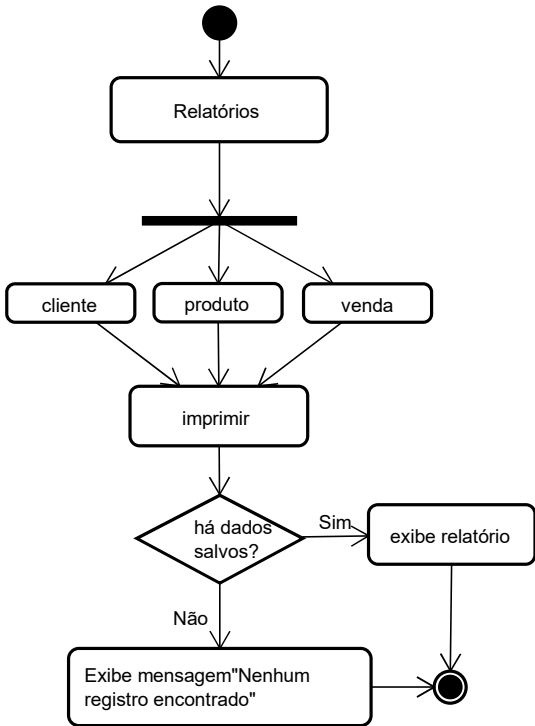 Relatórios
cliente
produto
venda
imprimir
há dados
salvos?
Sim
exibe relatório
Não
Exibe mensagem"Nenhum
registro encontrado"